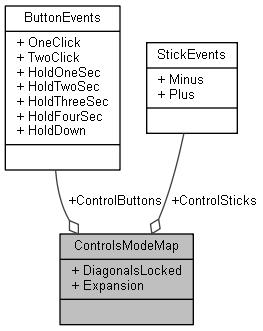 ButtonEvents
+ OneClick
+ TwoClick
+ HoldOneSec
+ HoldTwoSec
+ HoldThreeSec
+ HoldFourSec
+ HoldDown
StickEvents
+ Minus
+ Plus
+ControlButtons
+ControlSticks
ControlsModeMap
+ DiagonalsLocked
+ Expansion